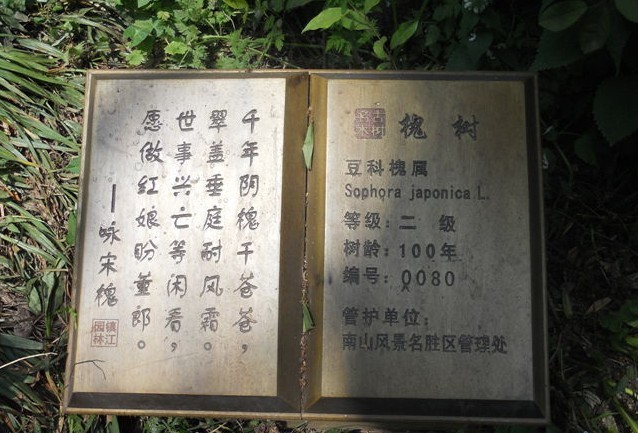 千年阴槐干苍苍，
翠盖垂庭耐风霜。
世事兴亡等闲看，
愿做红娘盼董郎。
—咏宋槐
镇江
园林
古树
名木
槐树
豆科槐属
Sophora japonica L.
等级：二 级
树龄：100年
编号：0080
管护单位：
南山风景名胜区管理处